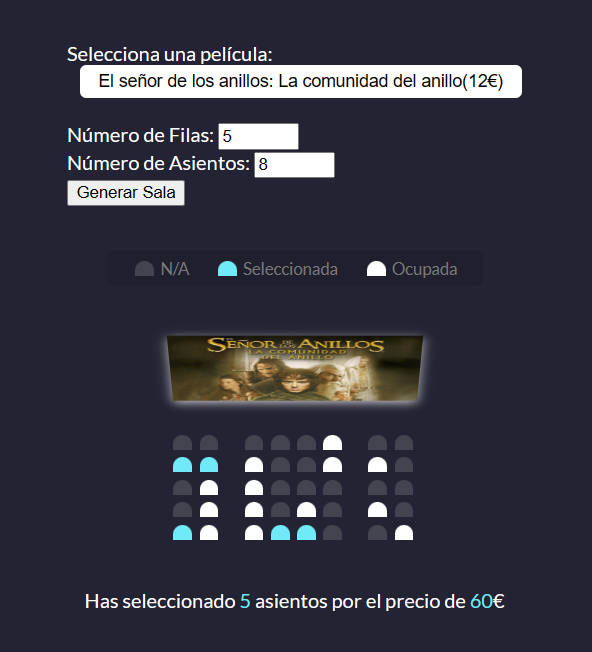 Selecciona una película:
El señor de los anillos: La comunidad del anillo(12€)
Número de Filas: 5
Número de Asientos: 8
Generar Sala
N/A Seleccionada Ocupada
EL SEÑOR DE LOS ANILLOS
LA COMUNIDAD
DEL ANILLO
Has seleccionado 5 asientos por el precio de 60€